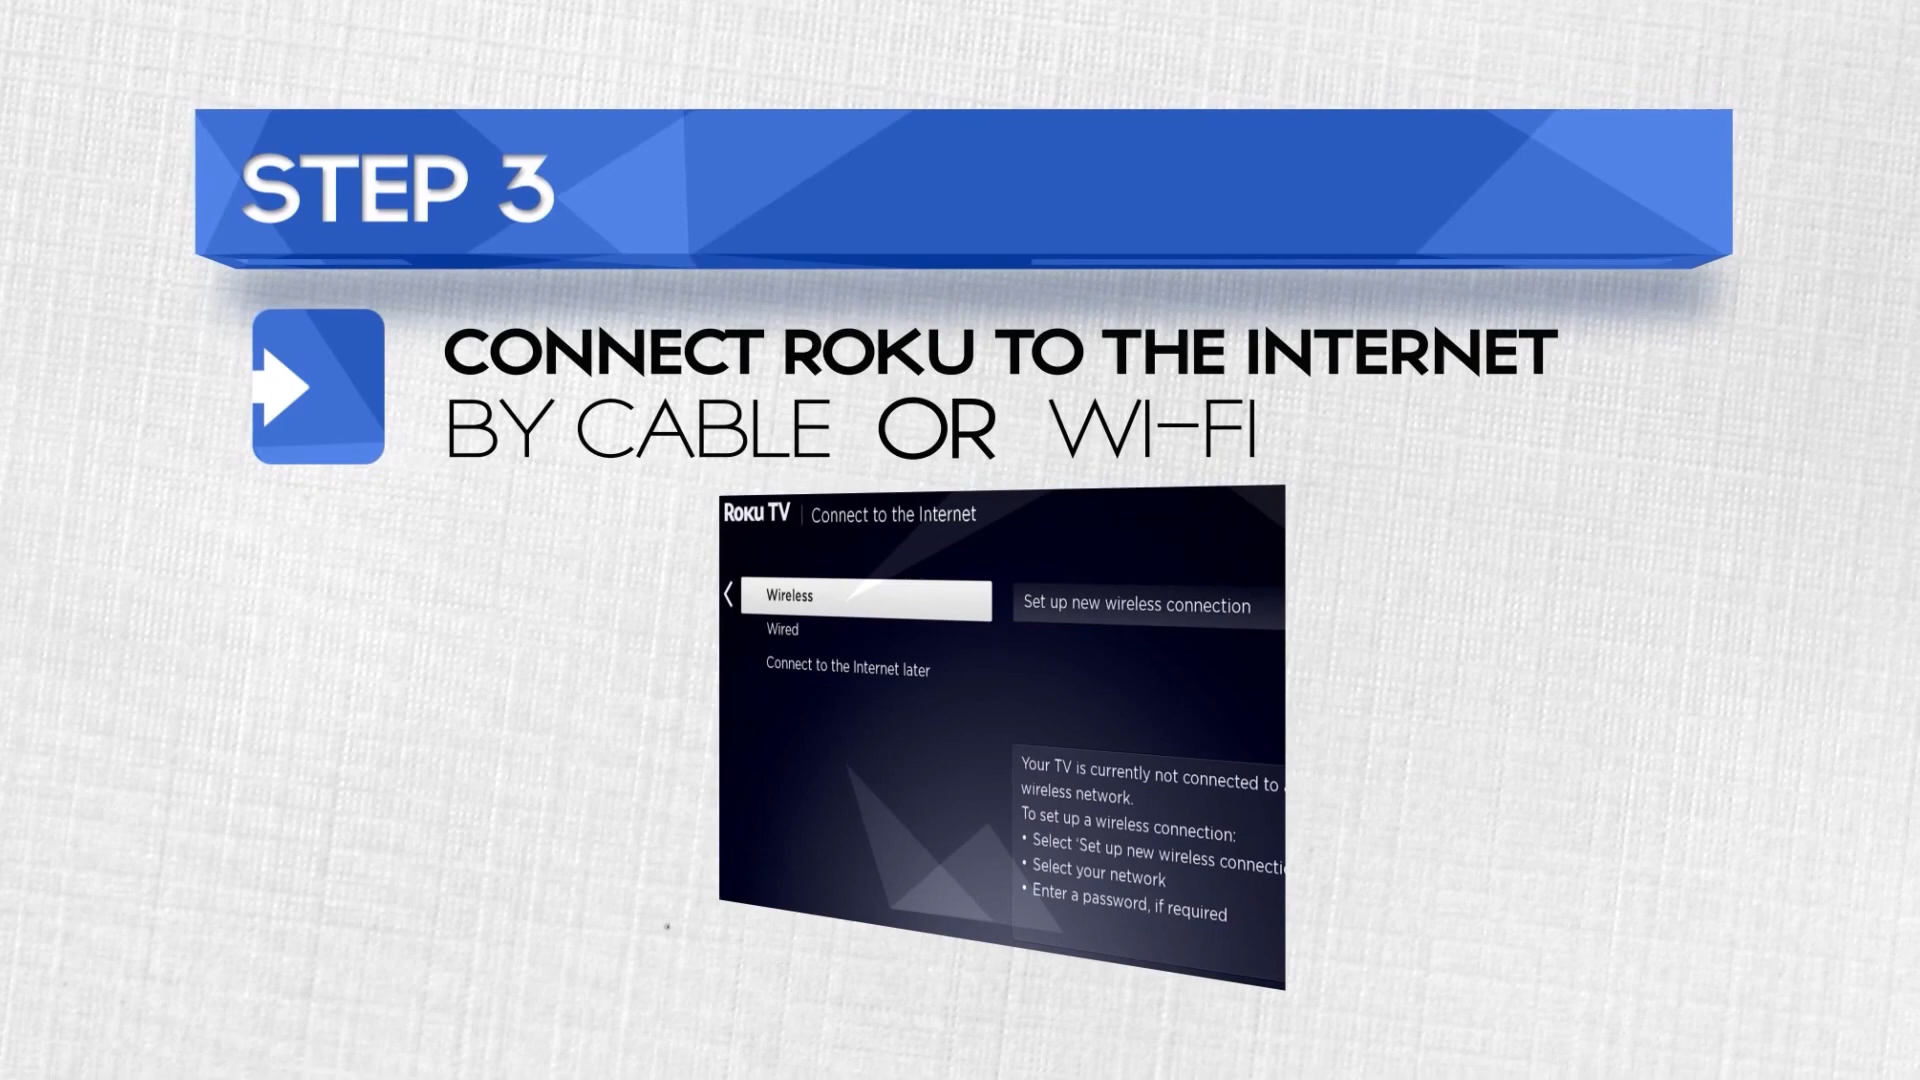 STEP 3
CONNECT ROKU TO THE INTERNET
BY CABLE OR WI-FI
Roku TV | Connect to the Internet
Wireless
Set up new wireless connection
Wired
Connect to the Internet later
Your TV is currently not connected to
wireless network.
To set up a wireless connection:
• Select 'Set up new wireless connecti
• Select your network
• Enter a password, if required